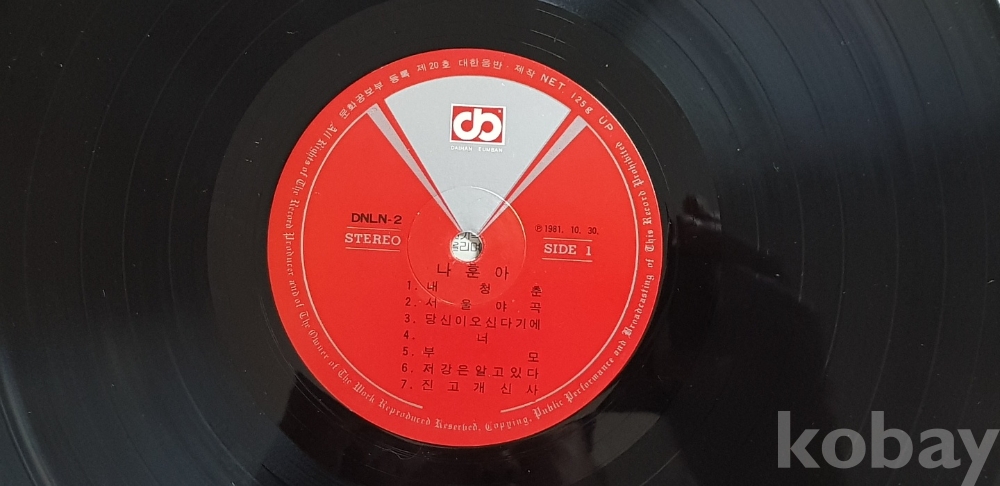 문화공보부 등록 제20호 대한음반·제작 NET. 125g UP.
DAIHAN EUMBAN
DNLN-2
STEREO
℗1981. 10. 30.
SIDE 1
나 훈 아
1. 내 청 춘
2. 서 울 야 곡
3. 당신이오신다기에
4. 너
5. 부 모
6. 저강은알고있다
7. 진고개신사
All Rights of The Record Producer and of The Owner of The Work Reproduced Reserbed, Copying, Public Performance and Broadcasting of This Record Prohibited
kobay